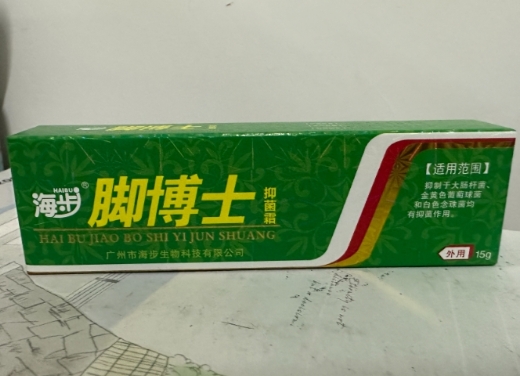 HAIBU
海步®
脚博士
抑菌霜
HAI BU JIAO BO SHI YI JUN SHUANG
广州市海步生物科技有限公司
【适用范围】
抑制于大肠杆菌、
金黄色葡萄球菌
和白色念珠菌均
有抑菌作用。
外用
15g